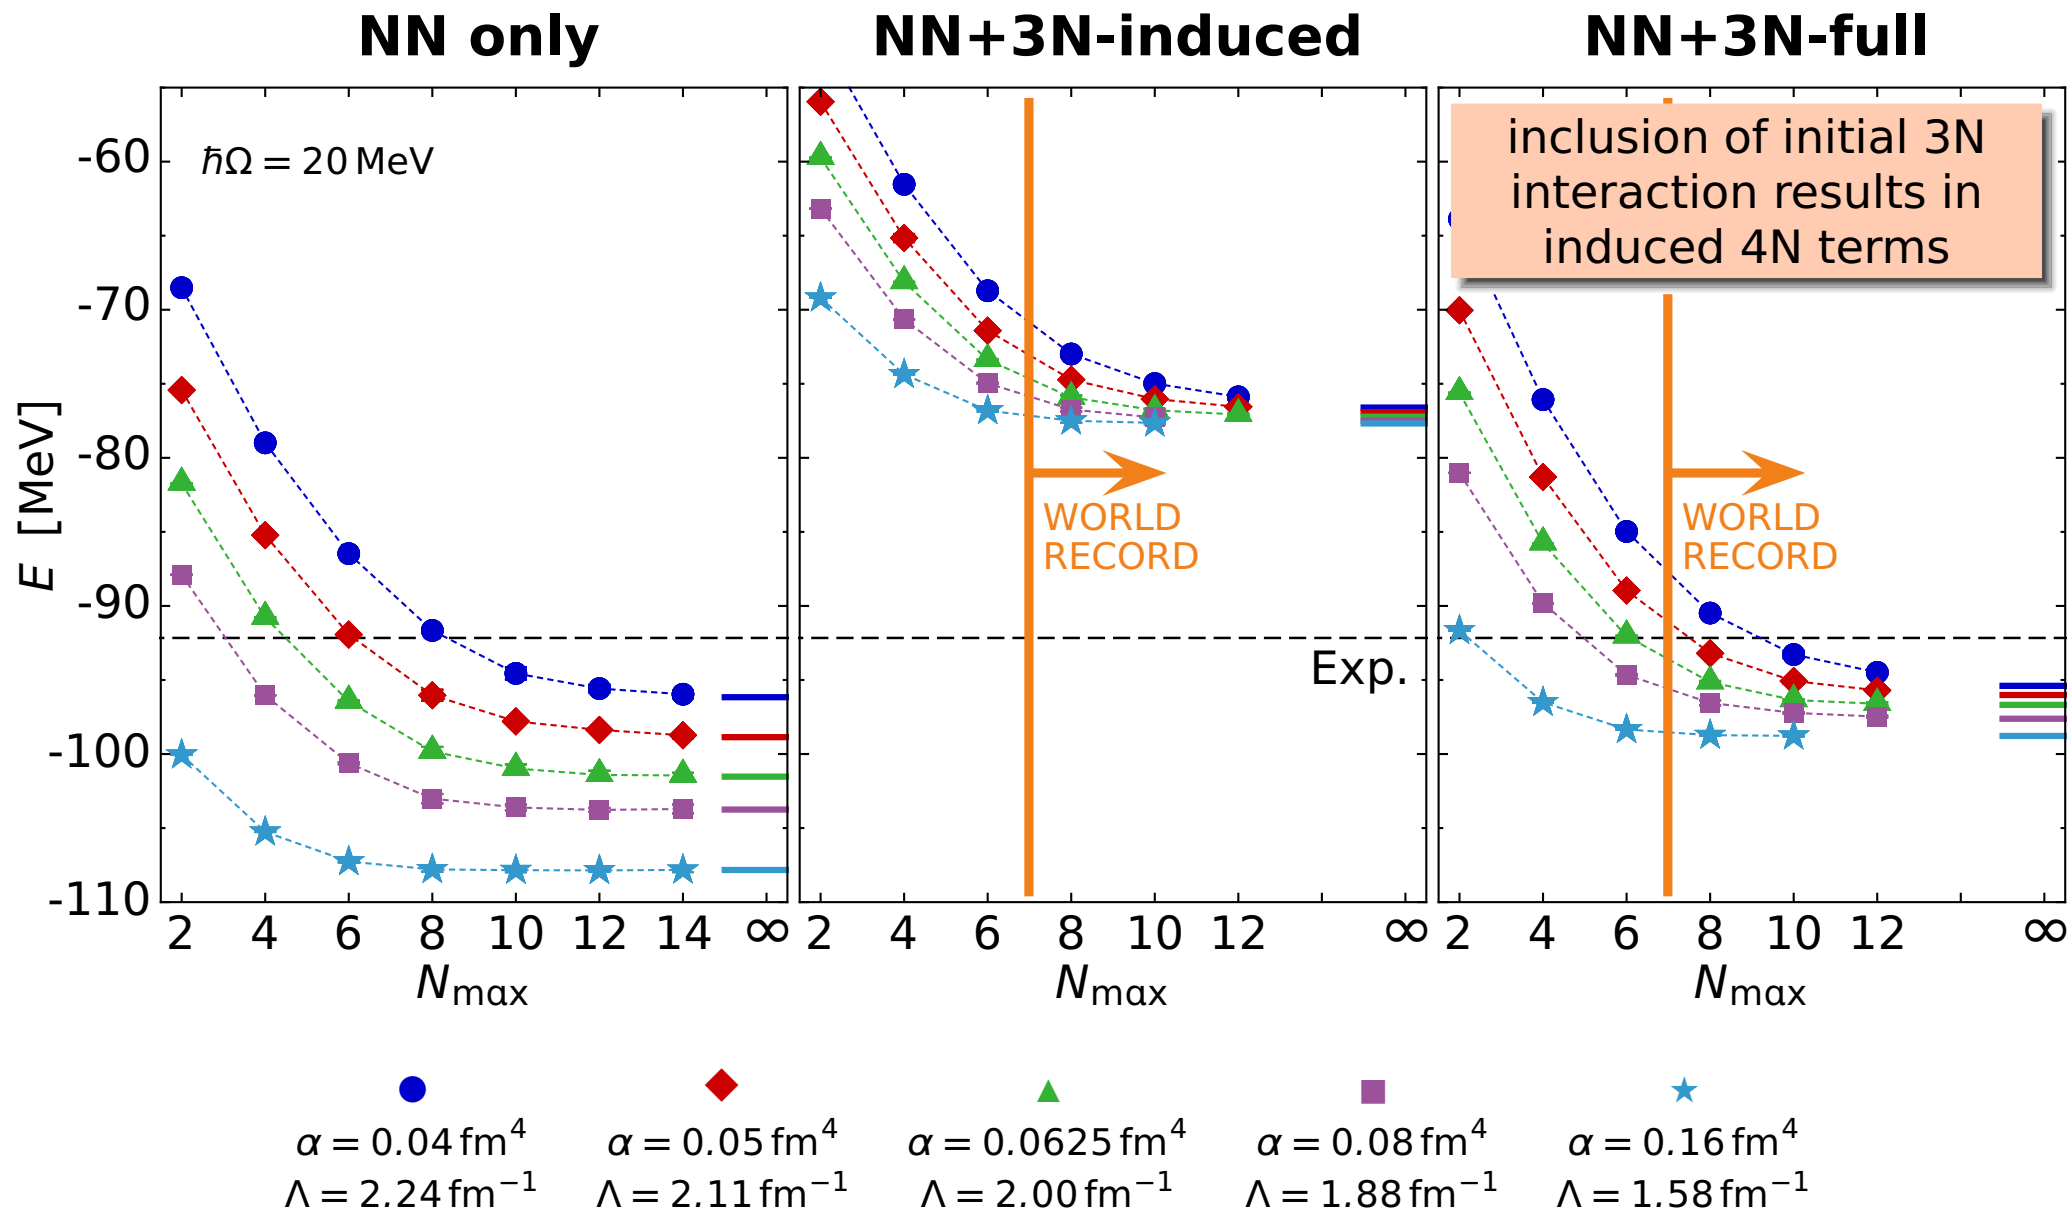 NN only NN+3N-induced NN+3N-full
ħΩ = 20 MeV
inclusion of initial 3N
interaction results in
induced 4N terms
-60
-70
-80
-90
-100
-110
E [MeV]
WORLD
RECORD
WORLD
RECORD
Exp.
2 4 6 8 10 12 14 ∞ 2 4 6 8 10 12 ∞ 2 4 6 8 10 12 ∞
Nmax Nmax Nmax
α = 0.04 fm⁴ α = 0.05 fm⁴ α = 0.0625 fm⁴ α = 0.08 fm⁴ α = 0.16 fm⁴
Λ = 2.24 fm⁻¹ Λ = 2.11 fm⁻¹ Λ = 2.00 fm⁻¹ Λ = 1.88 fm⁻¹ Λ = 1.58 fm⁻¹